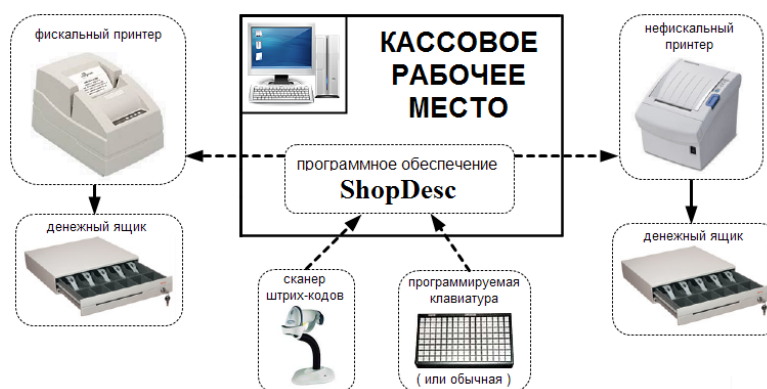 фискальный принтер
КАССОВОЕ
РАБОЧЕЕ
МЕСТО
нефискальный
принтер
программное обеспечение
ShopDesc
денежный ящик
денежный ящик
сканер
штрих-кодов
программируемая
клавиатура
( или обычная )